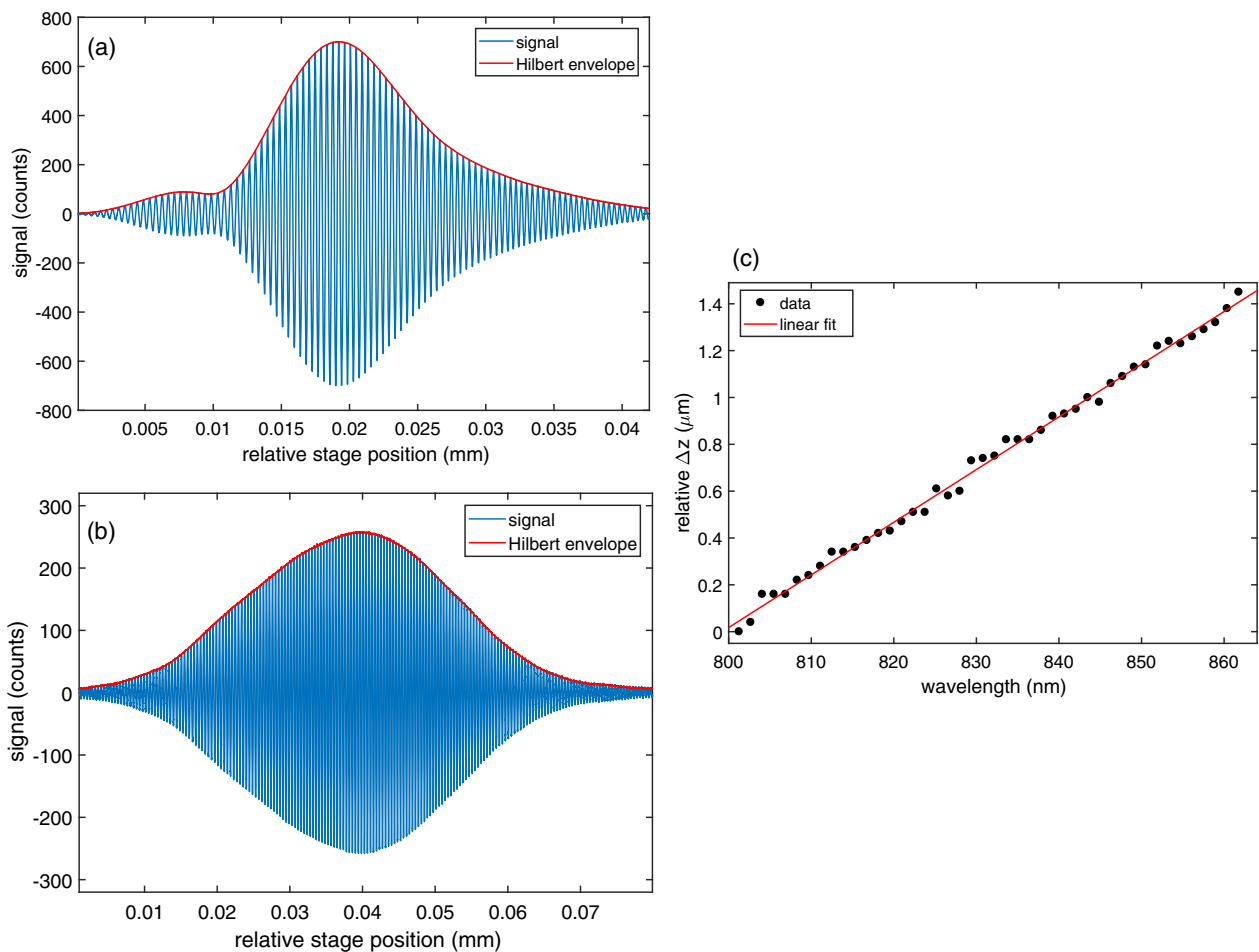 (a)
signal
Hilbert envelope
800
600
400
200
0
-200
-400
-600
-800
signal (counts)
0.005 0.01 0.015 0.02 0.025 0.03 0.035 0.04
relative stage position (mm)
(b)
signal
Hilbert envelope
300
200
100
0
-100
-200
-300
signal (counts)
0.01 0.02 0.03 0.04 0.05 0.06 0.07
relative stage position (mm)
(c)
data
linear fit
1.4
1.2
1
0.8
0.6
0.4
0.2
0
relative Δz (μm)
800 810 820 830 840 850 860
wavelength (nm)